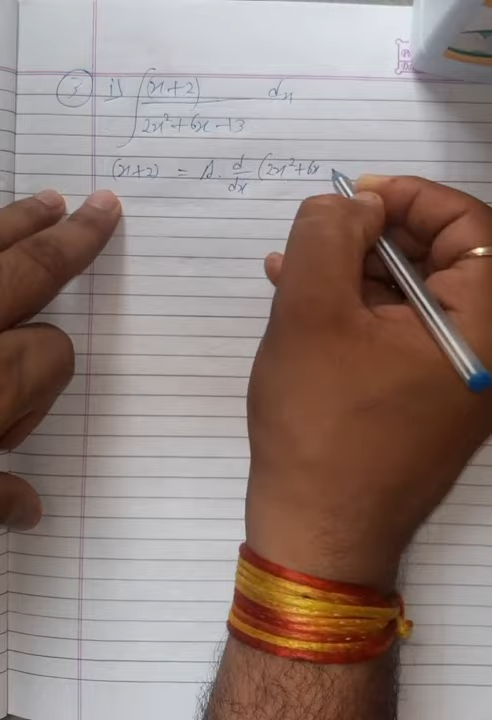 ③ i) ∫ (x+2) dx
2x²+6x-13
(x+2) = A. d/dx (2x²+6x